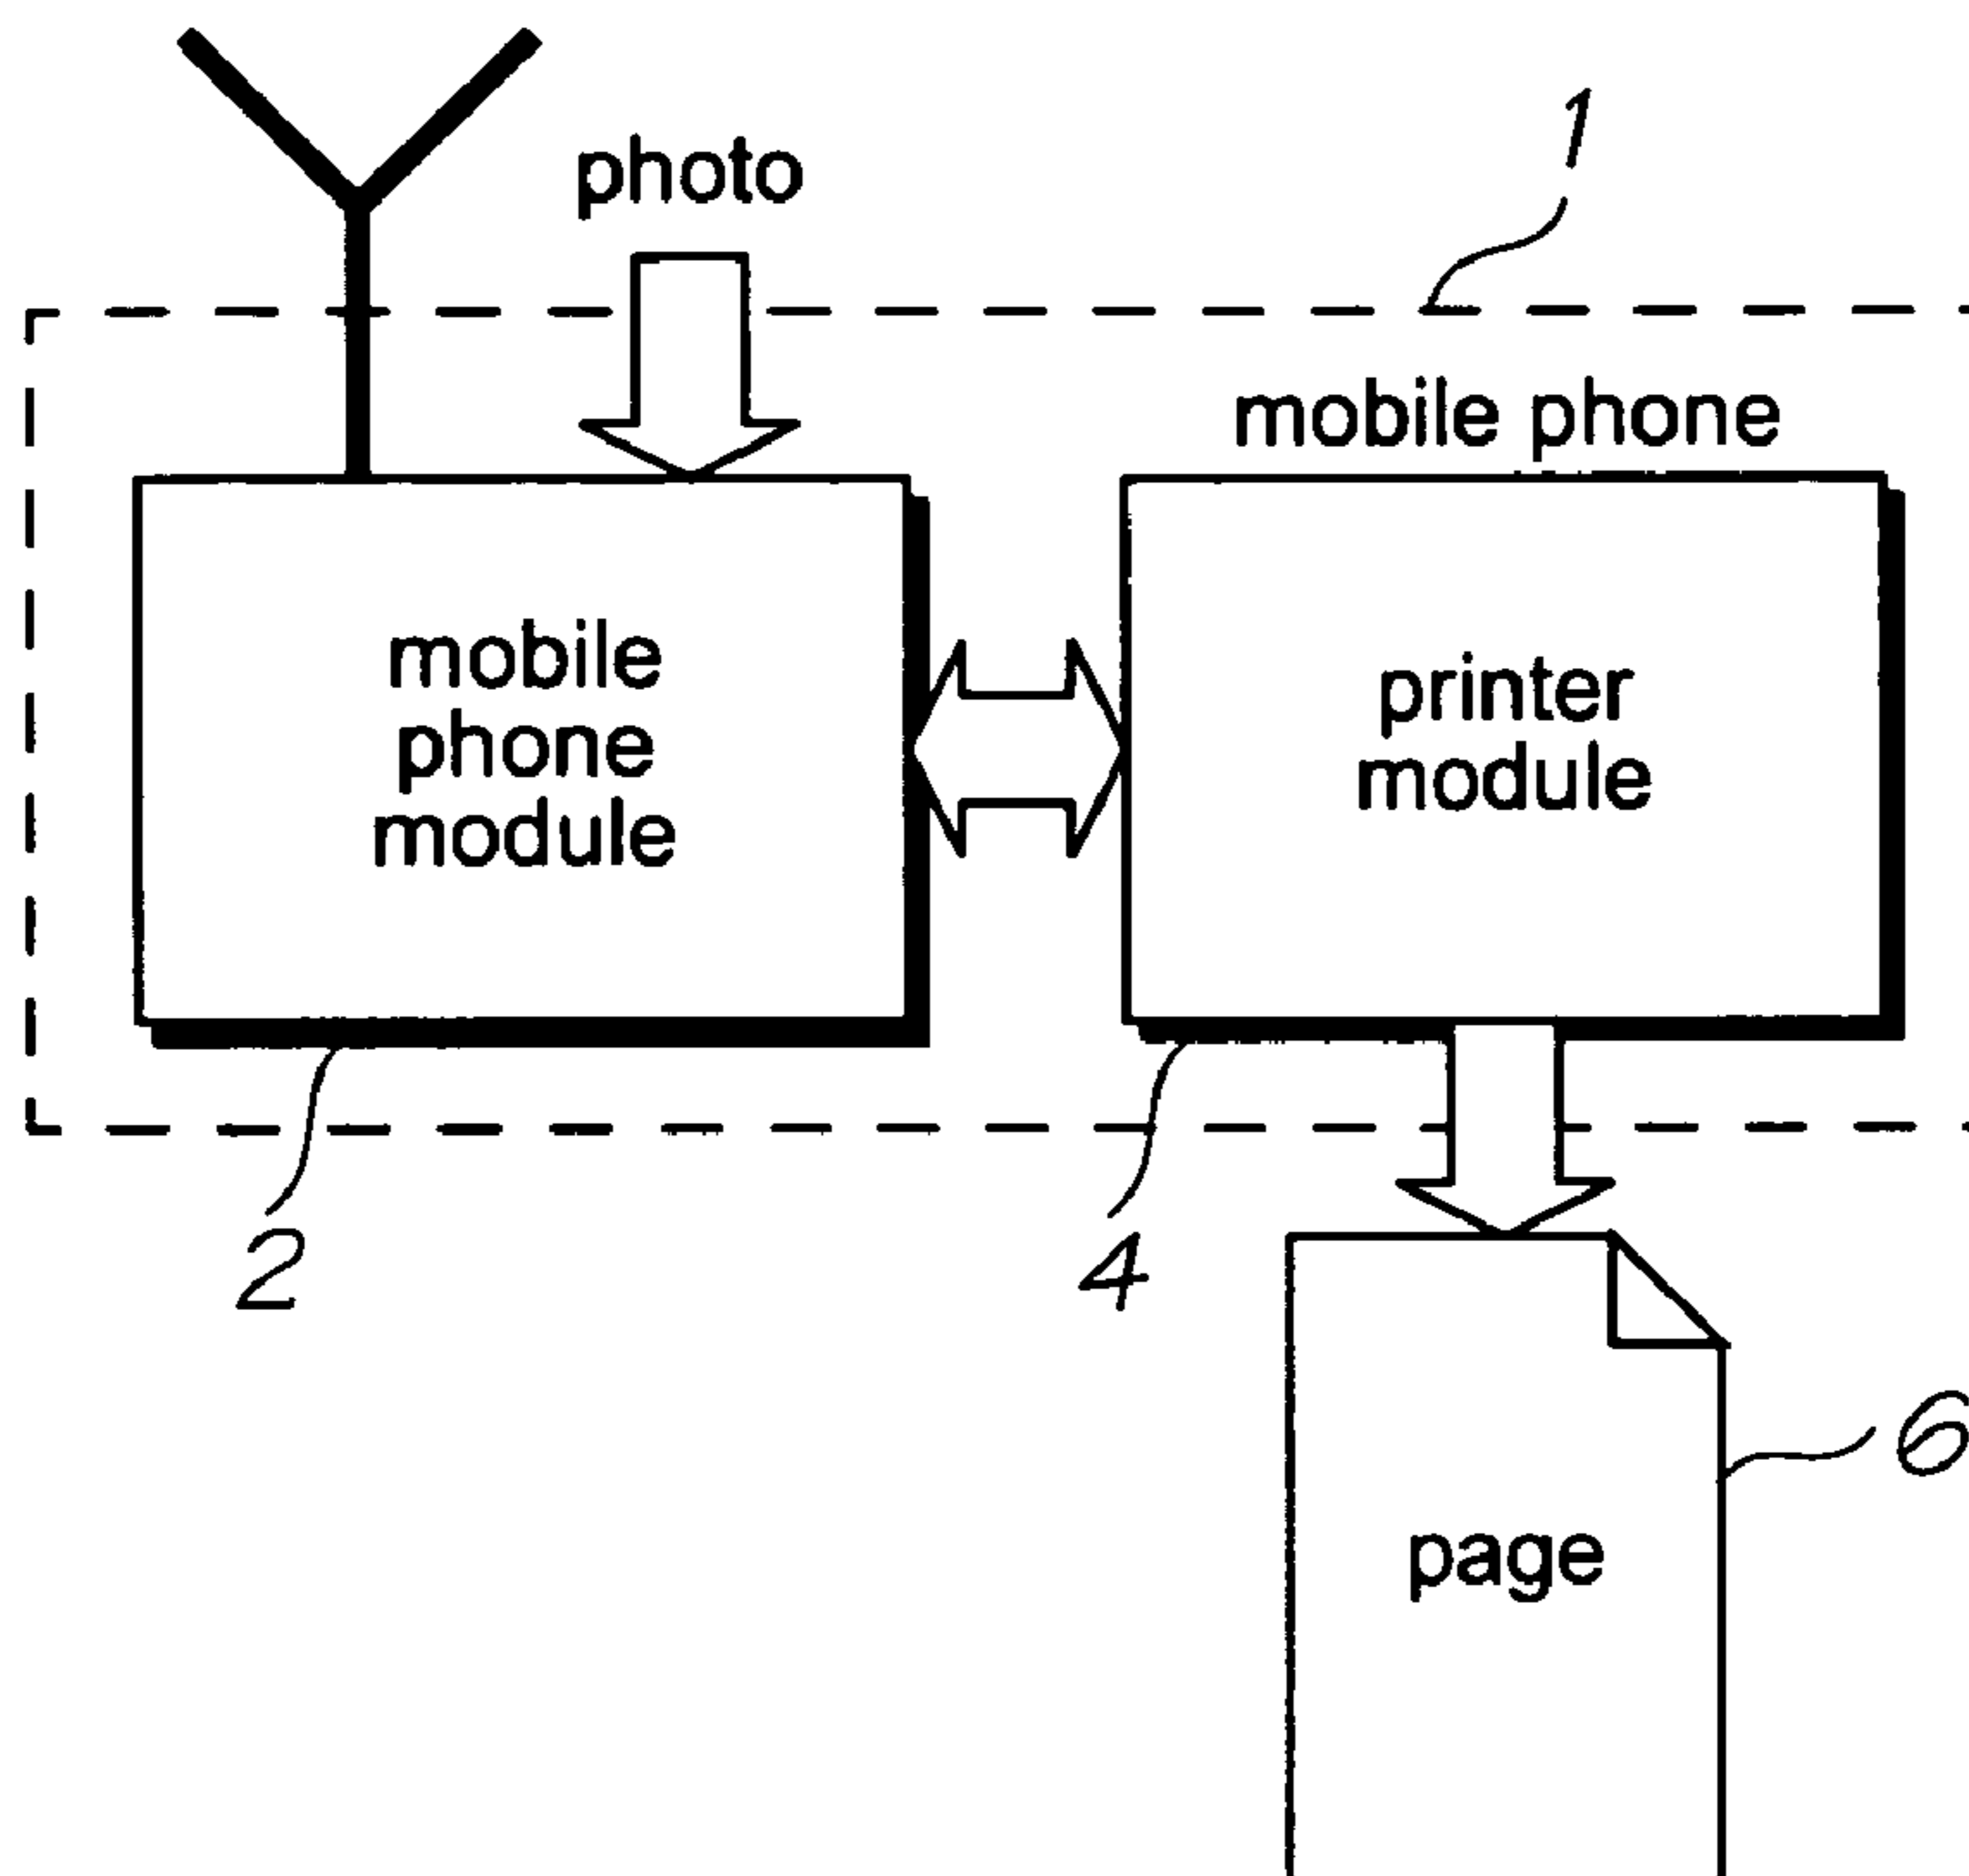 photo
1
mobile phone
mobile
phone
module
printer
module
2
4
6
page